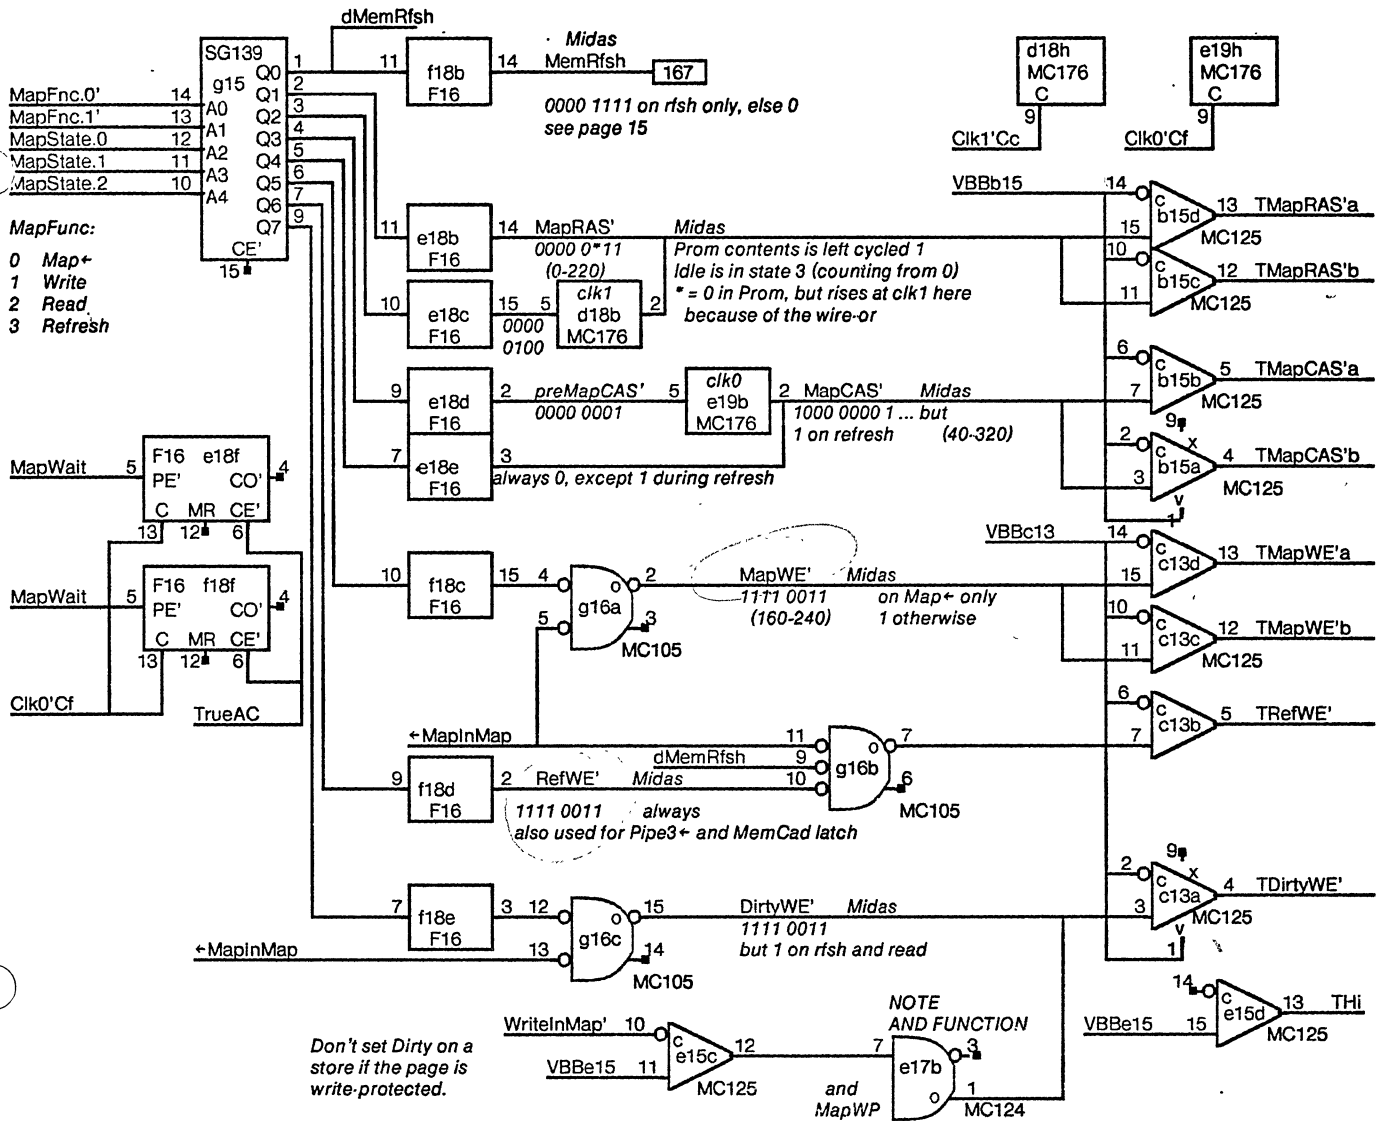 dMemRfsh
SG139
g15
Q0 1
Q1 2
Q2 3
Q3 4
Q4 5
Q5 6
Q6 7
Q7 9
MapFnc.0' 14 A0
MapFnc.1' 13 A1
MapState.0 12 A2
MapState.1 11 A3
MapState.2 10 A4
CE'
15
11 f18b F16 14
Midas
MemRfsh 167
0000 1111 on rfsh only, else 0
see page 15
d18h
MC176
C
9
Clk1'Cc
e19h
MC176
C
9
Clk0'Cf
MapFunc:
0 Map←
1 Write
2 Read
3 Refresh
11 e18b F16 14
MapRAS'
0000 0*11
(0-220)
Midas
Prom contents is left cycled 1
Idle is in state 3 (counting from 0)
* = 0 in Prom, but rises at clk1 here
because of the wire-or
10 e18c F16 15
0000
0100
5 clk1 d18b MC176 2
VBBb15
14 c b15d 13 TMapRAS'a
15 MC125
10 c b15c 12 TMapRAS'b
11 MC125
9 e18d F16 2
preMapCAS'
0000 0001
5 clk0 e19b MC176 2
MapCAS' Midas
1000 0000 1 ... but
1 on refresh (40-320)
7 e18e F16 3
always 0, except 1 during refresh
6 c b15b 5 TMapCAS'a
7 MC125
9 x
2 c b15a 4 TMapCAS'b
3 MC125
v
1
MapWait 5
F16 e18f
PE' CO' 4
C MR CE'
13 12 6
MapWait 5
F16 f18f
PE' CO' 4
C MR CE'
13 12 6
Clk0'Cf
TrueAC
10 f18c F16 15
4 o 2
g16a
5 3
MC105
MapWE' Midas
1111 0011 on Map← only
(160-240) 1 otherwise
VBBc13
14 c c13d 13 TMapWE'a
15 MC125
10 c c13c 12 TMapWE'b
11 MC125
←MapInMap 11
dMemRfsh 9
10
o 7
g16b
6
MC105
6 c c13b 5 TRefWE'
7 MC125
9 f18d F16 2
RefWE' Midas
1111 0011 always
also used for Pipe3← and MemCad latch
7 f18e F16 3
12 o 15
g16c
13 14
MC105
←MapInMap
DirtyWE' Midas
1111 0011
but 1 on rfsh and read
9 x
2 c c13a 4 TDirtyWE'
3 MC125
v
1
Don't set Dirty on a
store if the page is
write-protected.
WriteInMap' 10
VBBe15 11
c e15c 12
MC125
NOTE
AND FUNCTION
7 e17b 3
o 1
MC124
and
MapWP
14
VBBe15 15
c e15d 13 THi
MC125